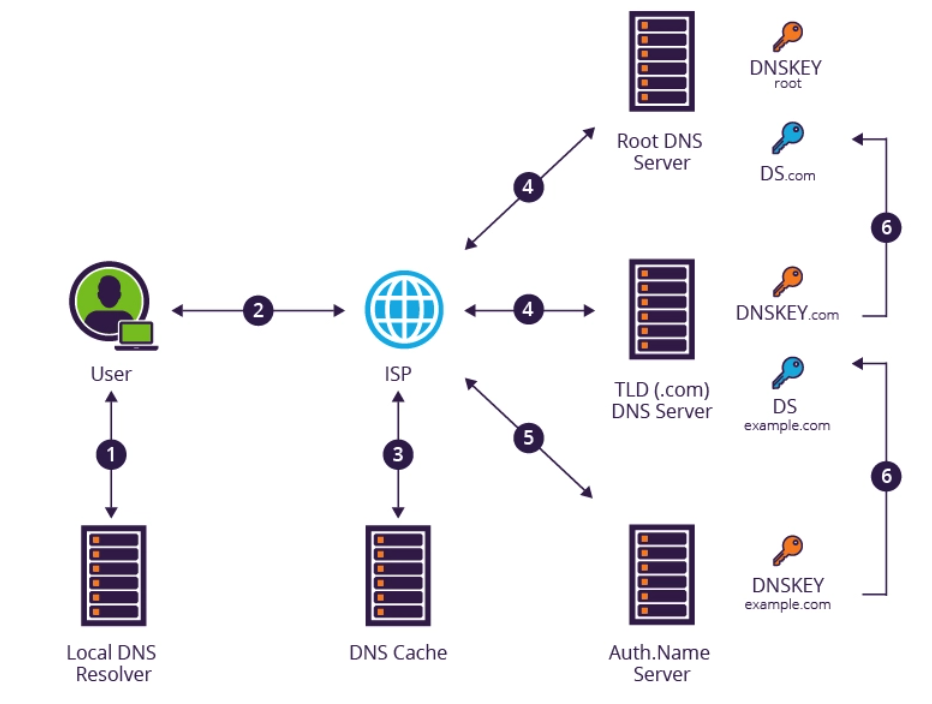 DNSKEY
root
Root DNS
Server
DS.com
4
6
2
4
DNSKEY.com
User
ISP
TLD (.com)
DNS Server
DS
example.com
5
1
3
6
DNSKEY
example.com
Local DNS
Resolver
DNS Cache
Auth.Name
Server